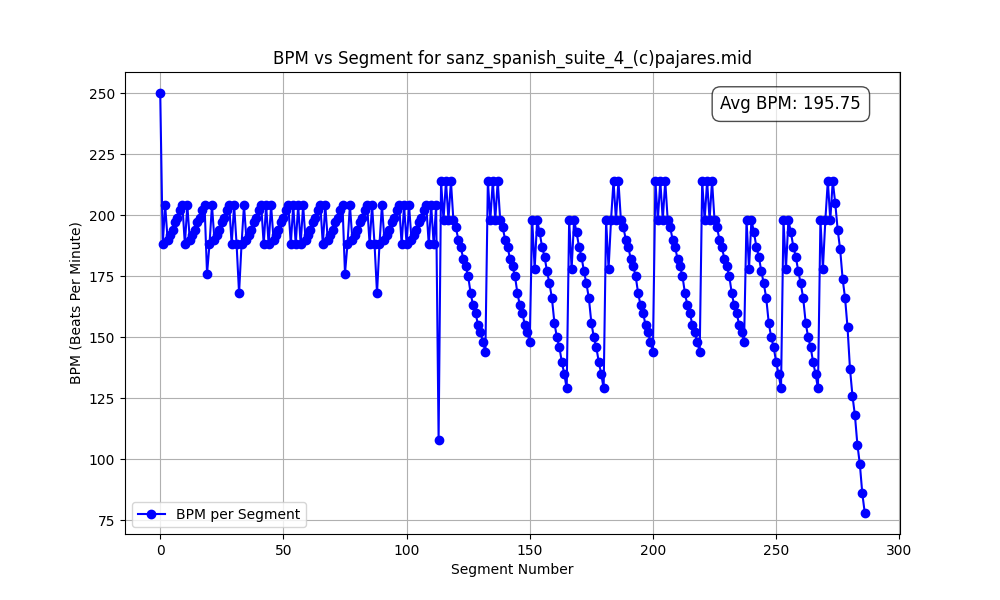 BPM vs Segment for sanz_spanish_suite_4_(c)pajares.mid
Avg BPM: 195.75
BPM (Beats Per Minute)
250
225
200
175
150
125
100
75
BPM per Segment
0 50 100 150 200 250 300
Segment Number